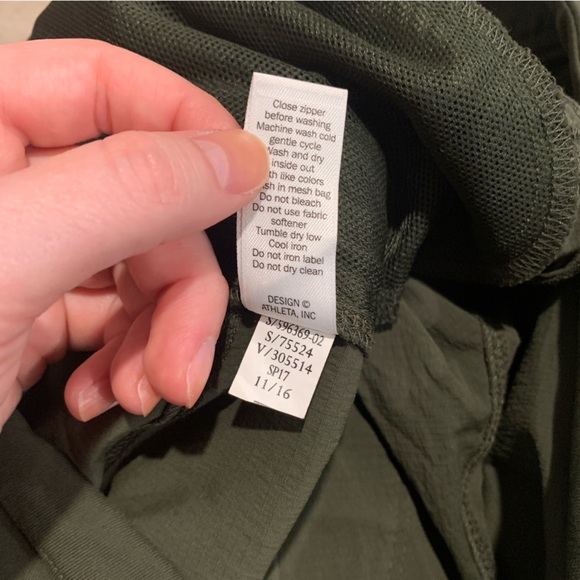 Close zipper
before washing
Machine wash cold
gentle cycle
Wash and dry
inside out
like colors
in mesh bag
Do not bleach
Do not use fabric
softener
Tumble dry low
Cool iron
Do not iron label
Do not dry clean
DESIGN ©
ATHLETA, INC
S/596369-02
S/75524
V/305514
SP17
11/16